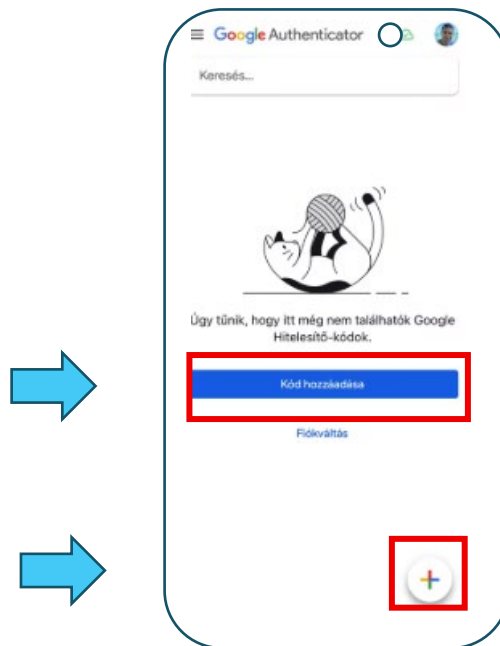 Google Authenticator
Keresés...
Úgy tűnik, hogy itt még nem találhatók Google
Hitelesítő-kódok.
Kód hozzáadása
Fiókváltás